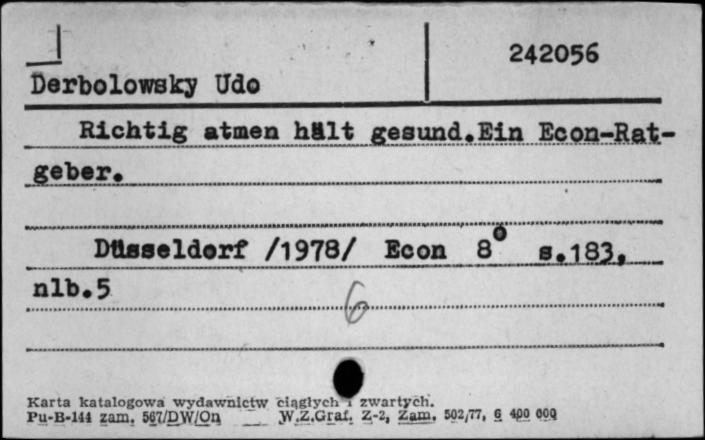 242056
Derbolowsky Udo
Richtig atmen hält gesund.Ein Econ-Rat-
geber.
Düsseldorf /1978/ Econ 8° s.183,
nlb.5
6
Karta katalogowa wydawnictw ciągłych i zwartych.
Pu-B-144 zam. 567/DW/On W.Z.Graf. Z-2, Zam. 502/77, 6 400 000